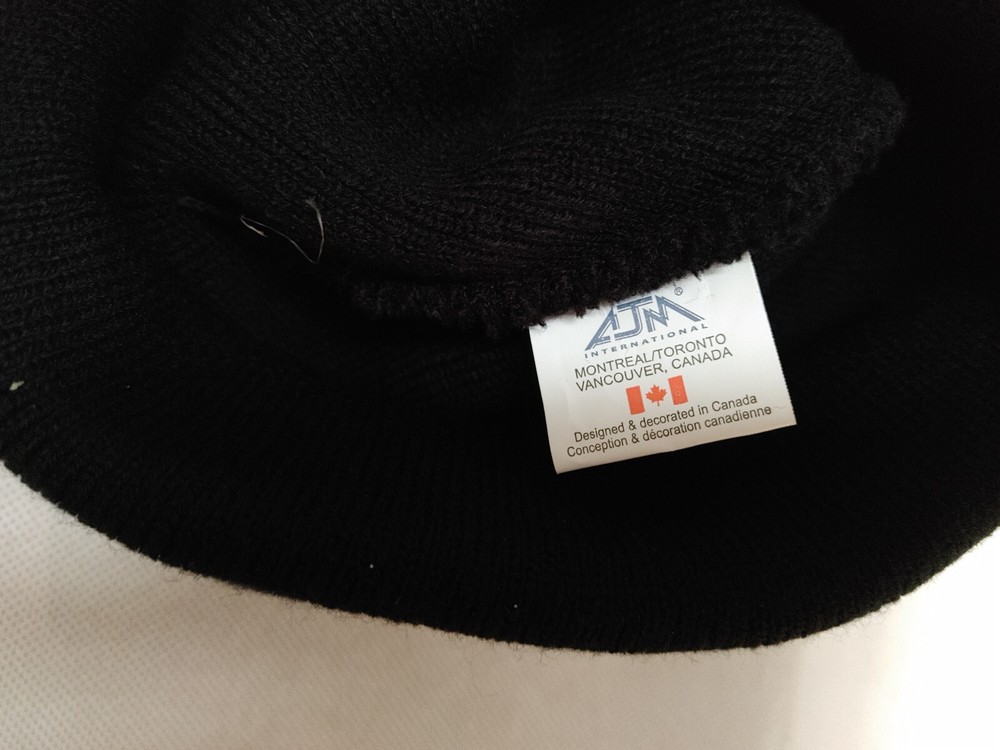 AJM®
INTERNATIONAL
MONTREAL/TORONTO
VANCOUVER, CANADA
Designed & decorated in Canada
Conception & décoration canadienne